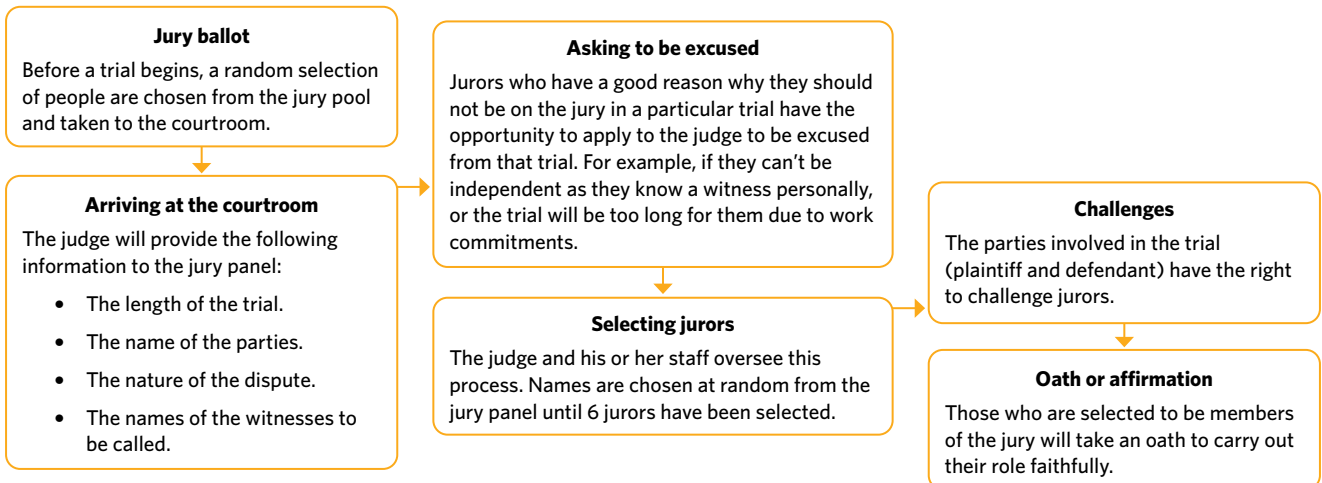 Jury ballot
Before a trial begins, a random selection
of people are chosen from the jury pool
and taken to the courtroom.
Arriving at the courtroom
The judge will provide the following
information to the jury panel:
• The length of the trial.
• The name of the parties.
• The nature of the dispute.
• The names of the witnesses to
be called.
Asking to be excused
Jurors who have a good reason why they should
not be on the jury in a particular trial have the
opportunity to apply to the judge to be excused
from that trial. For example, if they can’t be
independent as they know a witness personally,
or the trial will be too long for them due to work
commitments.
Selecting jurors
The judge and his or her staff oversee this
process. Names are chosen at random from the
jury panel until 6 jurors have been selected.
Challenges
The parties involved in the trial
(plaintiff and defendant) have the right
to challenge jurors.
Oath or affirmation
Those who are selected to be members
of the jury will take an oath to carry out
their role faithfully.